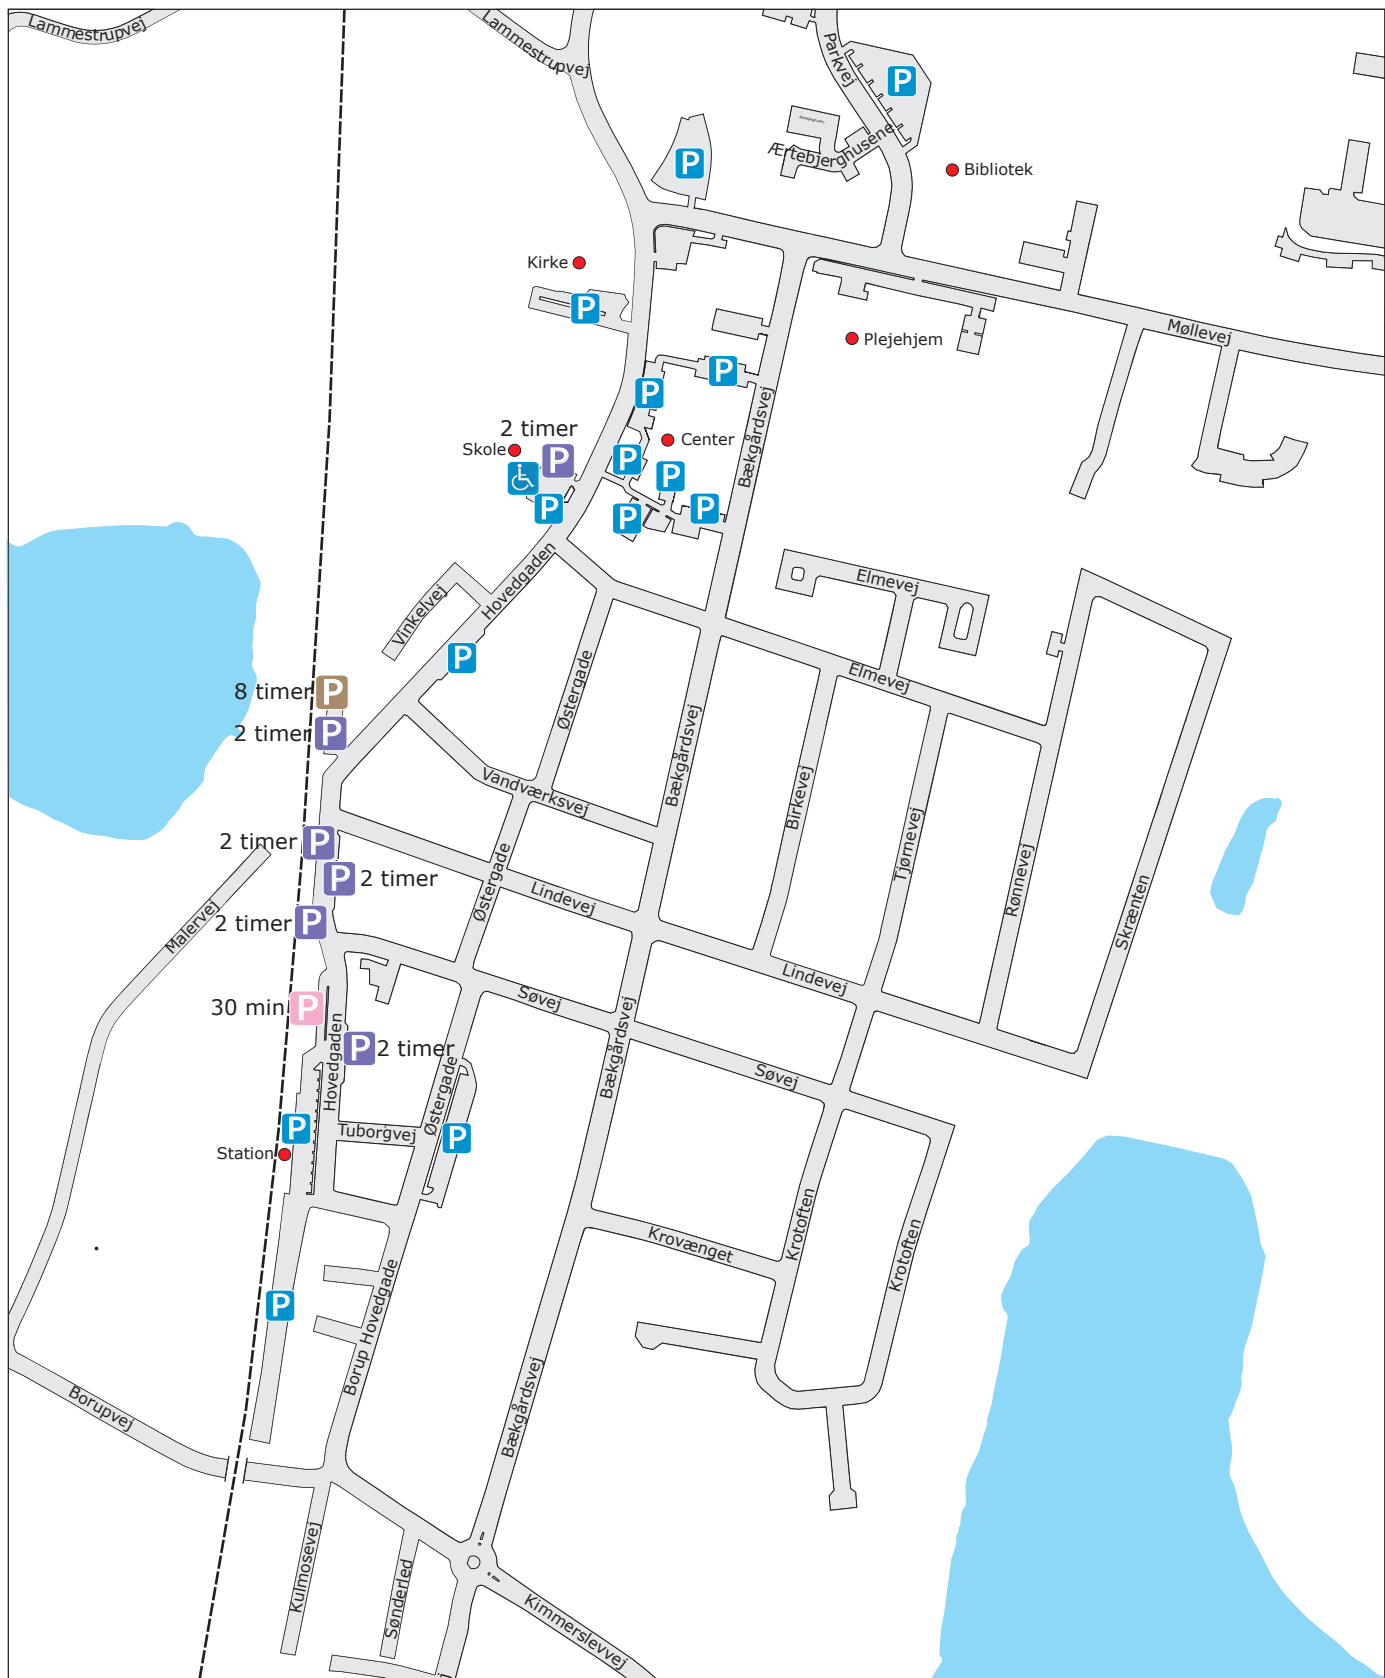 Lammestrupvej
Lammestrupvej
Parkvej
P
Ærtebjerghusene
P
Bibliotek
Kirke
P
Møllevej
Plejehjem
P
P
Bækgårdsvej
2 timer
Skole
P
P
Center
P
P
P
P
Hovedgaden
Vinkelvej
Elmevej
P
Østergade
Elmevej
8 timer P
2 timer P
Bækgårdsvej
Vandværksvej
Birkevej
Tjørnevej
2 timer P
P 2 timer
Østergade
Lindevej
Rønnevej
Skrænten
2 timer P
Malervej
Lindevej
30 min P
Søvej
Hovedgaden
P 2 timer
Bækgårdsvej
Søvej
Østergade
P
Tuborgvej
P
Station
Krovænget
Krotoften
Krotoften
P
Borup Hovedgade
Borupvej
Bækgårdsvej
Kulmosevej
Sønderled
Kimmerslevvej
j